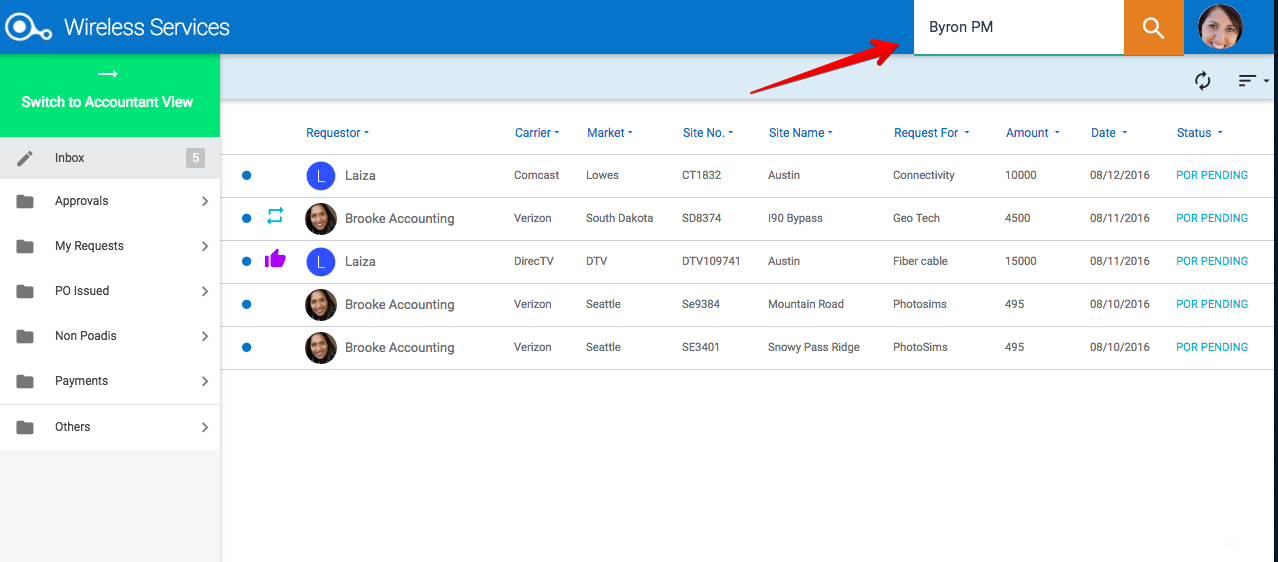 Wireless Services
Byron PM
Switch to Accountant View
Inbox 5
Approvals
My Requests
PO Issued
Non Poadis
Payments
Others
Requestor Carrier Market Site No. Site Name Request For Amount Date Status
L Laiza Comcast Lowes CT1832 Austin Connectivity 10000 08/12/2016 POR PENDING
Brooke Accounting Verizon South Dakota SD8374 I90 Bypass Geo Tech 4500 08/11/2016 POR PENDING
L Laiza DirecTV DTV DTV109741 Austin Fiber cable 15000 08/11/2016 POR PENDING
Brooke Accounting Verizon Seattle Se9384 Mountain Road Photosims 495 08/10/2016 POR PENDING
Brooke Accounting Verizon Seattle SE3401 Snowy Pass Ridge PhotoSims 495 08/10/2016 POR PENDING